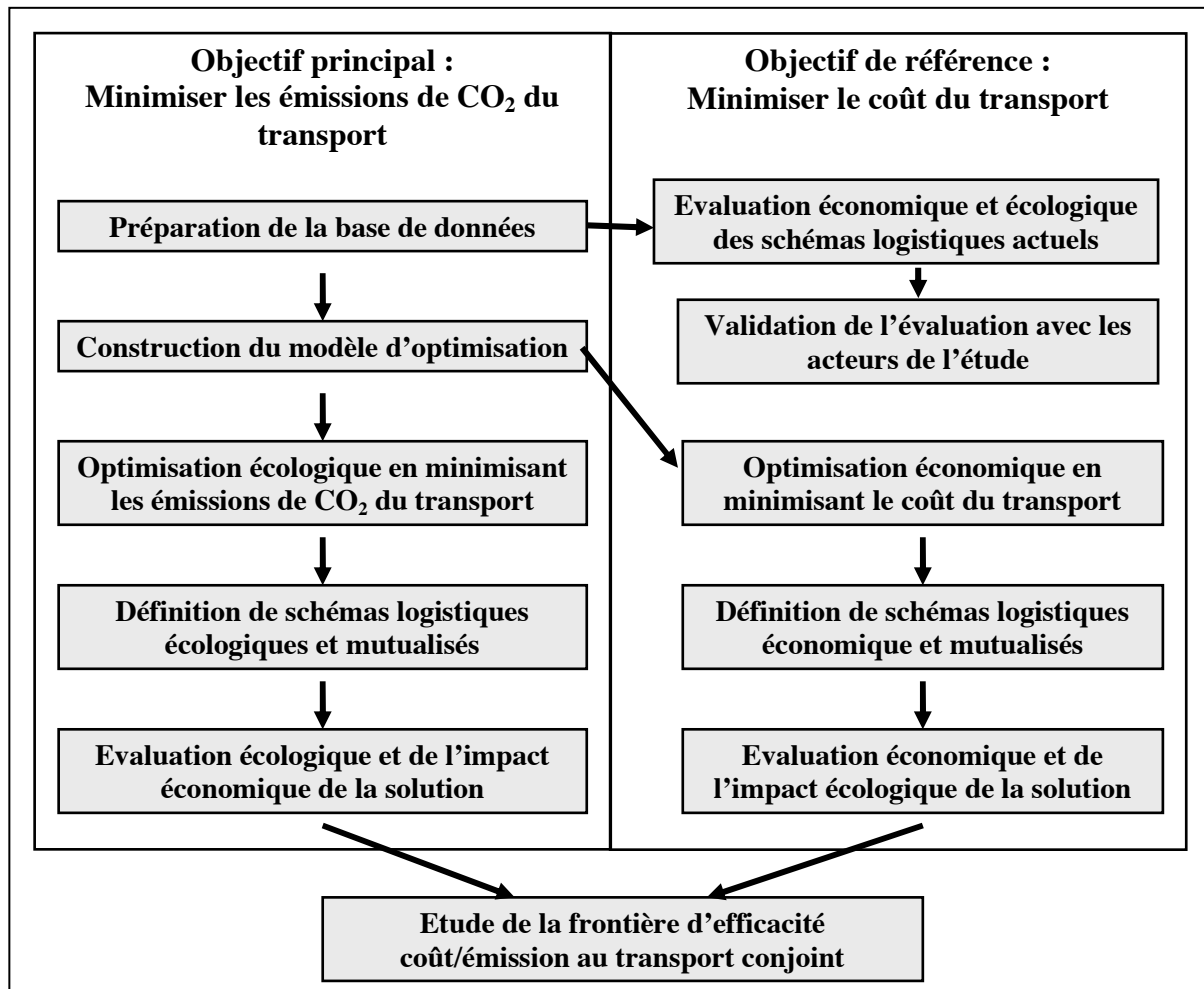 Objectif principal :
Minimiser les émissions de CO₂ du
transport
Préparation de la base de données
Construction du modèle d’optimisation
Optimisation écologique en minimisant
les émissions de CO₂ du transport
Définition de schémas logistiques
écologiques et mutualisés
Evaluation écologique et de l’impact
économique de la solution
Objectif de référence :
Minimiser le coût du transport
Evaluation économique et écologique
des schémas logistiques actuels
Validation de l’évaluation avec les
acteurs de l’étude
Optimisation économique en
minimisant le coût du transport
Définition de schémas logistiques
économique et mutualisés
Evaluation économique et de
l’impact écologique de la solution
Etude de la frontière d’efficacité
coût/émission au transport conjoint